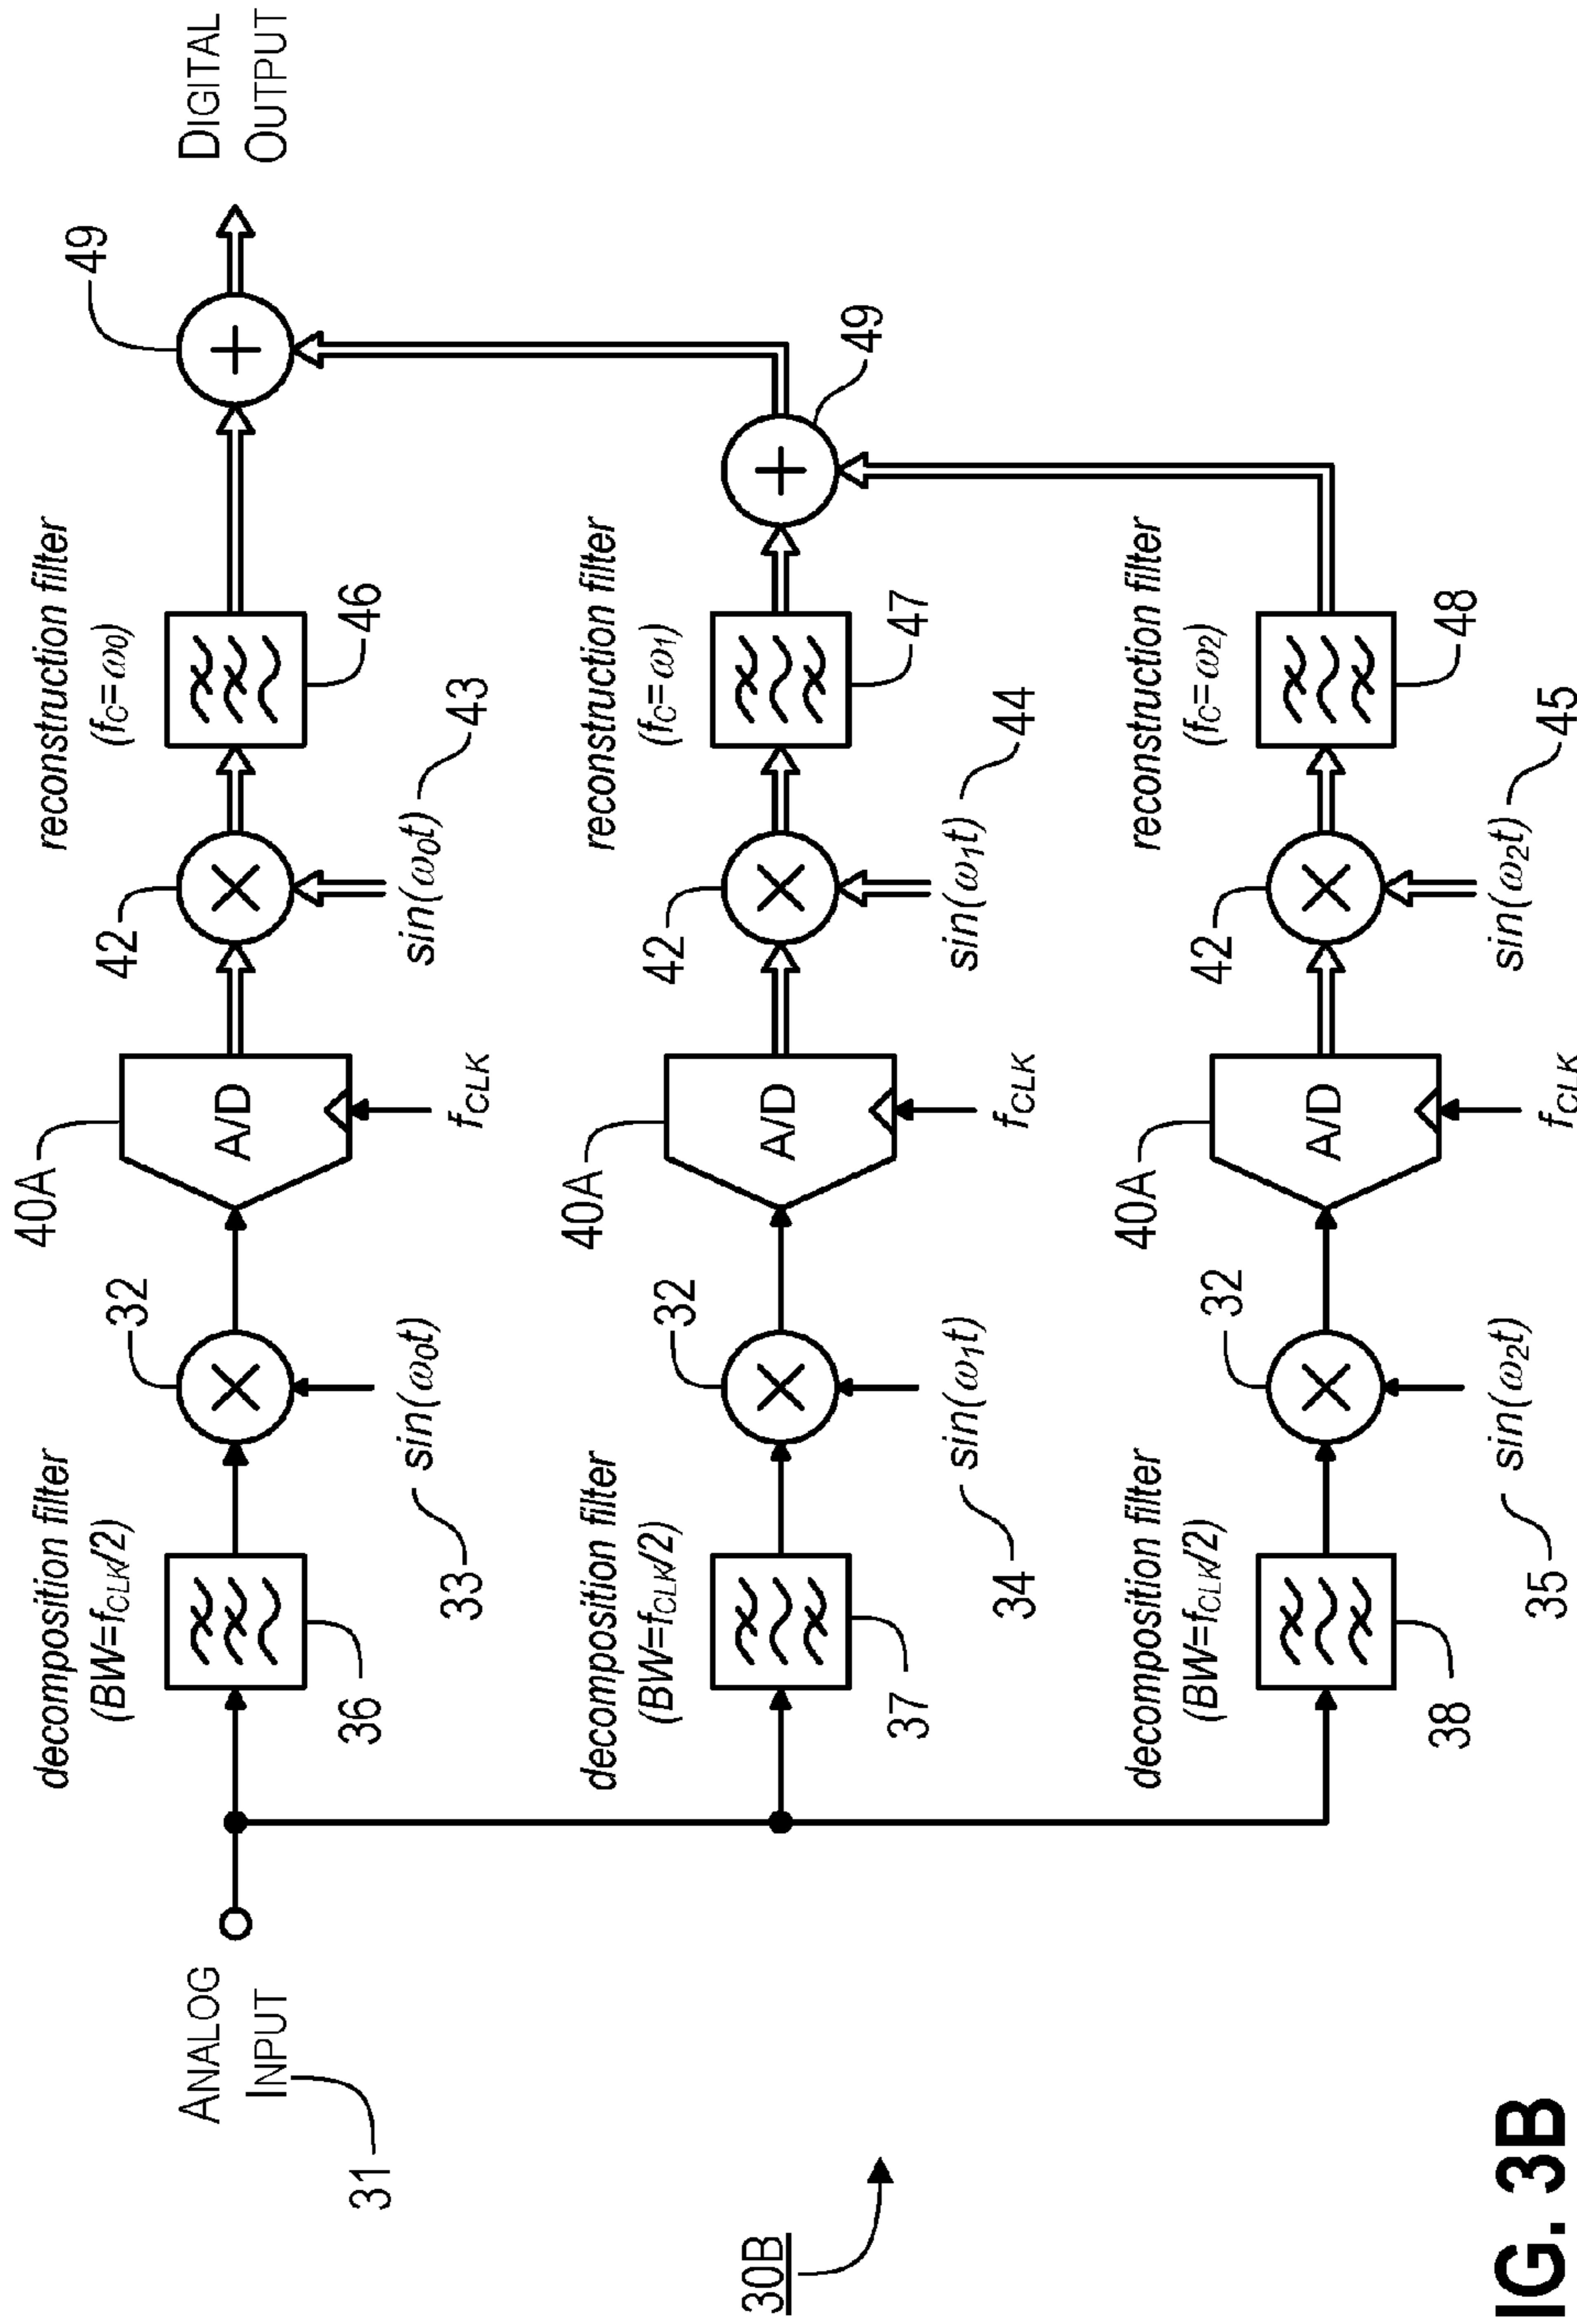 DIGITAL
OUTPUT
49
reconstruction filter
(fC=ω0)
46
42
sin(ω0t)
43
40A
A/D
fCLK
32
sin(ω0t)
33
decomposition filter
(BW=fCLK/2)
36
ANALOG
INPUT
31
49
reconstruction filter
(fC=ω1)
47
42
sin(ω1t)
44
40A
A/D
fCLK
32
sin(ω1t)
34
decomposition filter
(BW=fCLK/2)
37
reconstruction filter
(fC=ω2)
48
42
sin(ω2t)
45
40A
A/D
fCLK
32
sin(ω2t)
35
decomposition filter
(BW=fCLK/2)
38
30B
IG. 3B